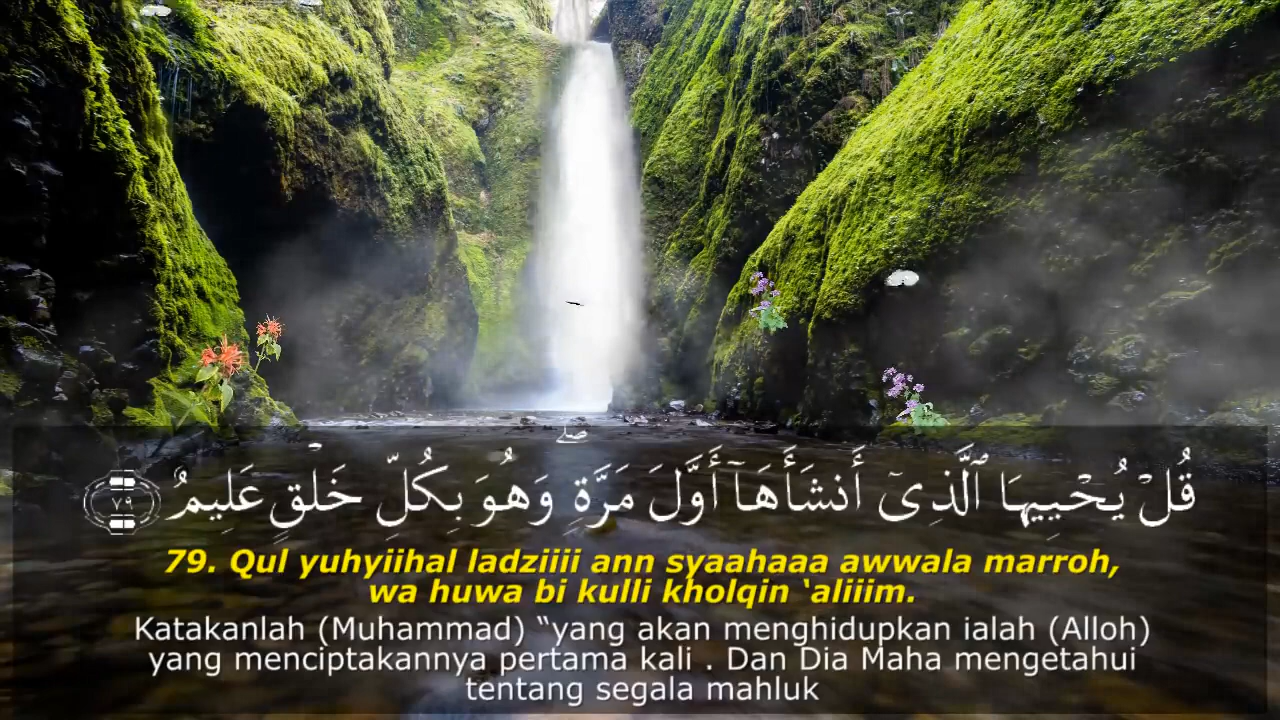 قُلْ يُحْيِيهَا ٱلَّذِىٓ أَنشَأَهَآ أَوَّلَ مَرَّةٍ ۖ وَهُوَ بِكُلِّ خَلْقٍ عَلِيمٌ ٧٩
79. Qul yuhyiihal ladziiii ann syaahaaa awwala marroh,
wa huwa bi kulli kholqin ‘aliiim.
Katakanlah (Muhammad) “yang akan menghidupkan ialah (Alloh)
yang menciptakannya pertama kali . Dan Dia Maha mengetahui
tentang segala mahluk